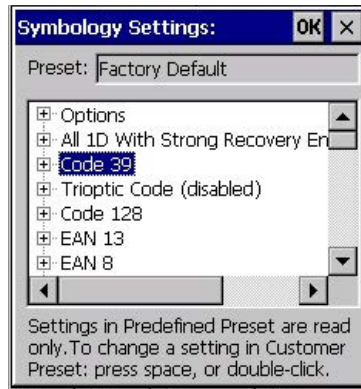 Symbology Settings: OK ×
Preset: Factory Default
Options
All 1D With Strong Recovery En
Code 39
Trioptic Code (disabled)
Code 128
EAN 13
EAN 8
Settings in Predefined Preset are read
only.To change a setting in Customer
Preset: press space, or double-click.